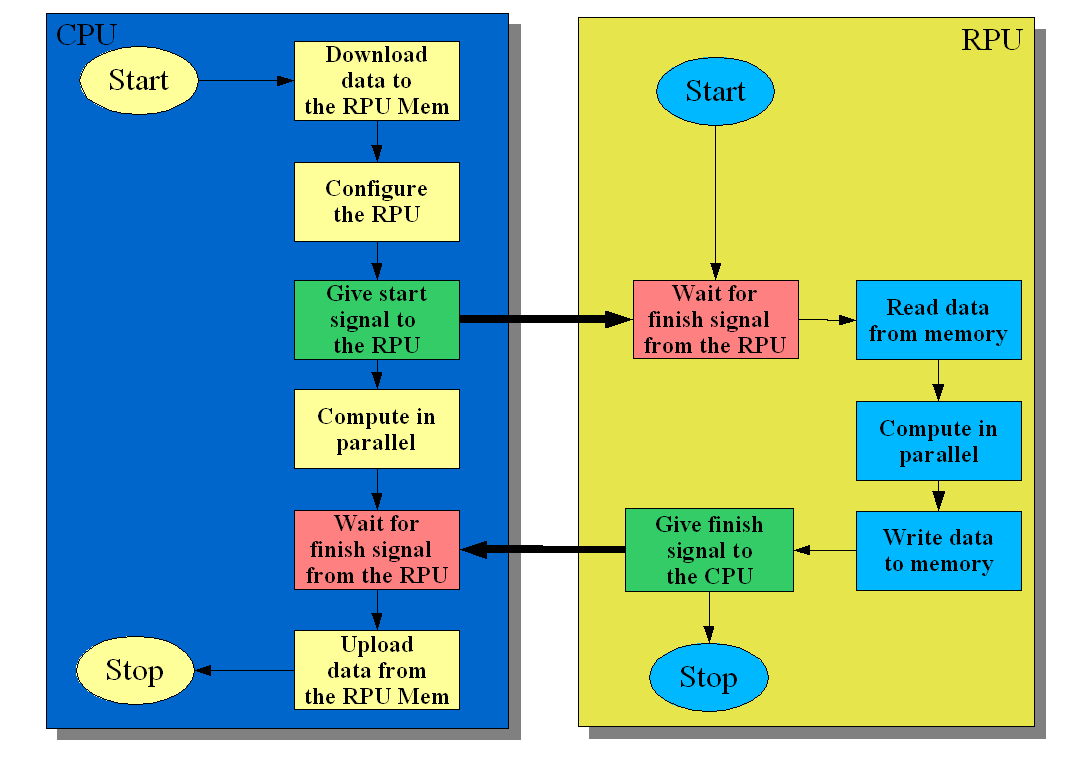 CPU
Start
Download
data to
the RPU Mem
Configure
the RPU
Give start
signal to
the RPU
Compute in
parallel
Wait for
finish signal
from the RPU
Upload
data from
the RPU Mem
Stop
RPU
Start
Wait for
finish signal
from the RPU
Read data
from memory
Compute in
parallel
Write data
to memory
Give finish
signal to
the CPU
Stop